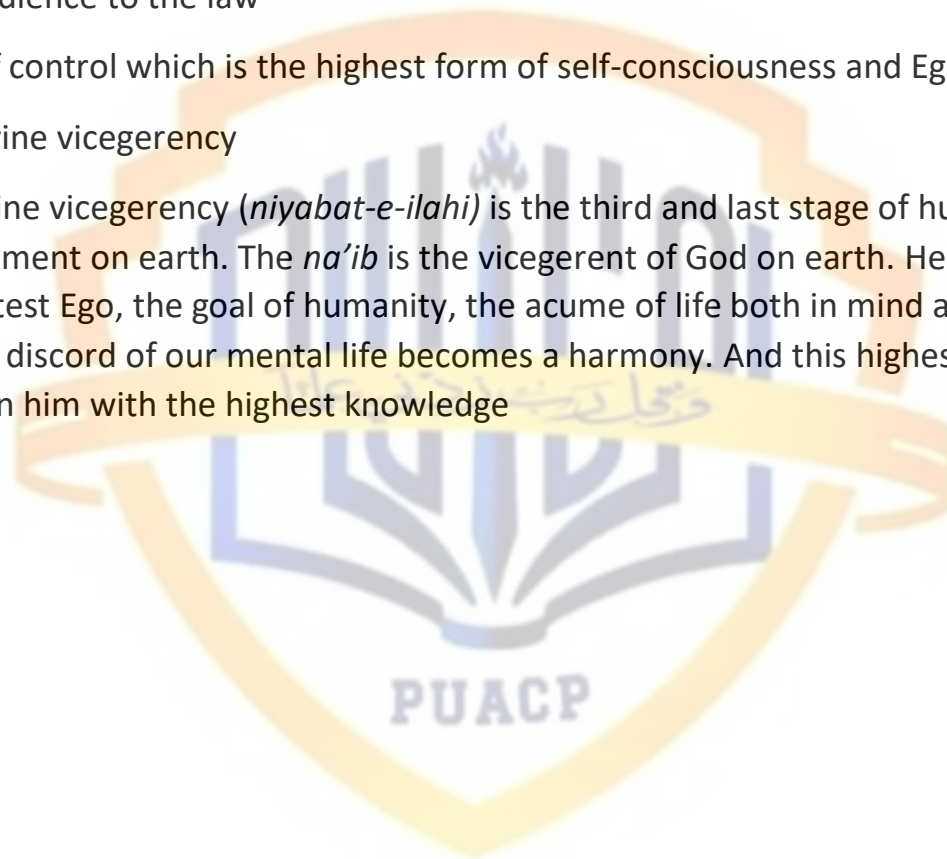 dience to the law
f control which is the highest form of self-consciousness and Eg
ine vicegerency
ine vicegerency (niyabat-e-ilahi) is the third and last stage of hu
ment on earth. The na’ib is the vicegerent of God on earth. He
test Ego, the goal of humanity, the acume of life both in mind a
discord of our mental life becomes a harmony. And this highes
n him with the highest knowledge
PUACP